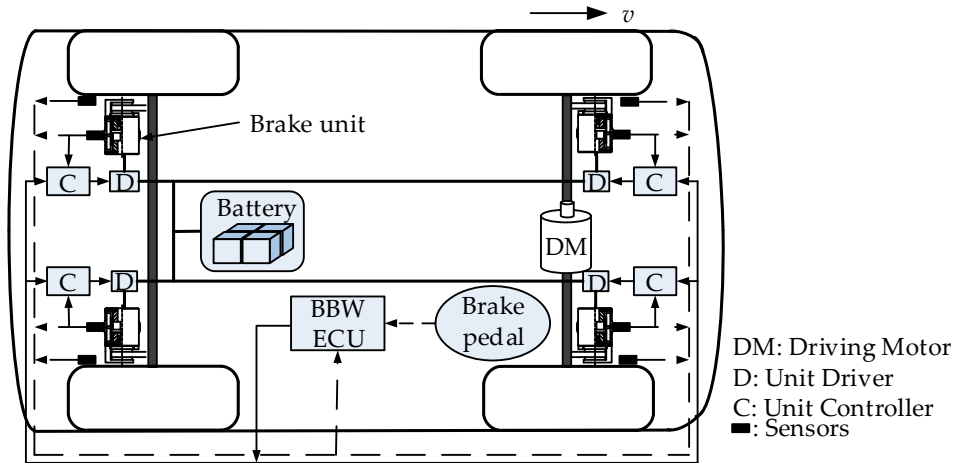 v
Brake unit
C
D
D
C
Battery
DM
C
D
D
C
BBW
ECU
Brake
pedal
DM: Driving Motor
D: Unit Driver
C: Unit Controller
: Sensors